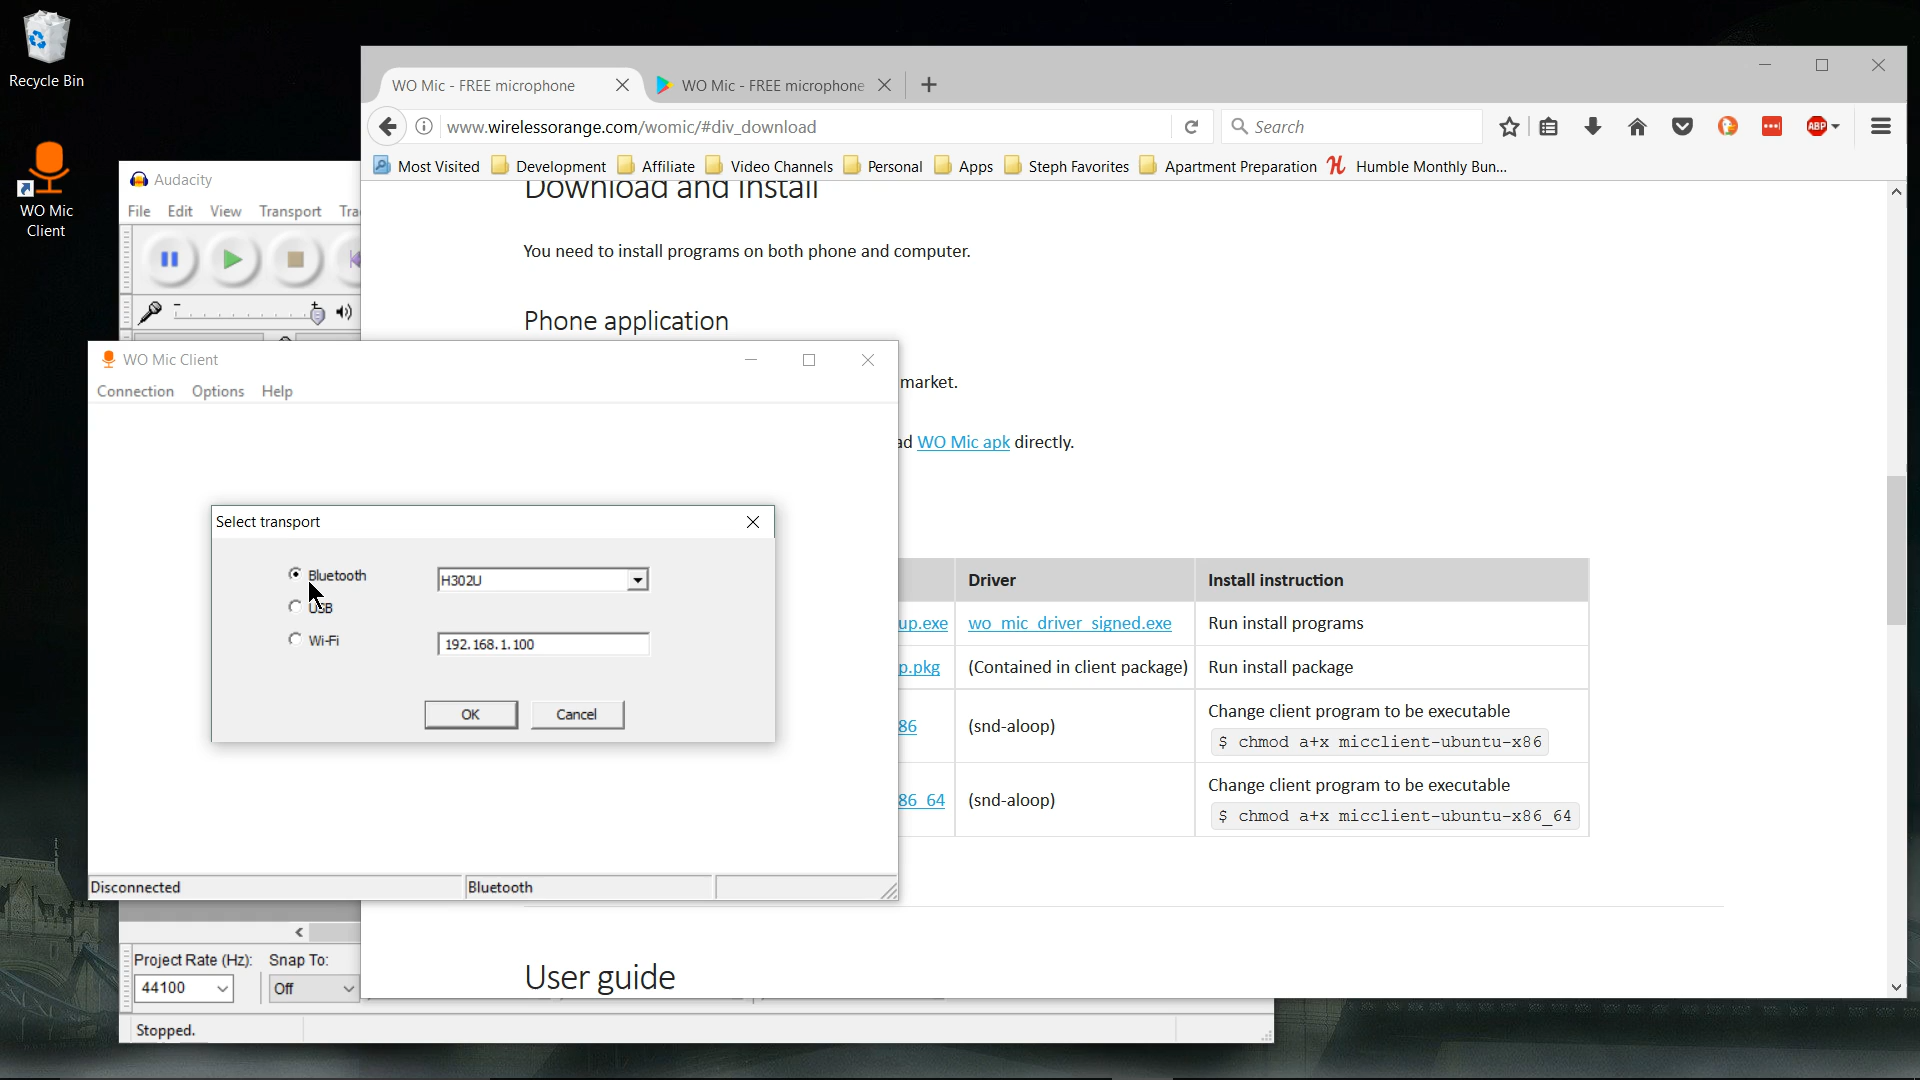 Recycle Bin
WO Mic
Client
Audacity
File Edit View Transport Tra
WO Mic - FREE microphone
WO Mic - FREE microphone
www.wirelessorange.com/womic/#div_download
Search
ABP
Most Visited Development Affiliate Video Channels Personal Apps Steph Favorites Apartment Preparation Humble Monthly Bun...
Download and install
You need to install programs on both phone and computer.
Phone application
market.
ad WO Mic apk directly.
WO Mic Client
Connection Options Help
Select transport
Bluetooth H302U
USB
Wi-Fi 192.168.1.100
OK Cancel
Disconnected Bluetooth
Driver Install instruction
up.exe wo_mic_driver_signed.exe Run install programs
p.pkg (Contained in client package) Run install package
86 (snd-aloop) Change client program to be executable
$ chmod a+x micclient-ubuntu-x86
86_64 (snd-aloop) Change client program to be executable
$ chmod a+x micclient-ubuntu-x86_64
User guide
Project Rate (Hz): Snap To:
44100 Off
Stopped.